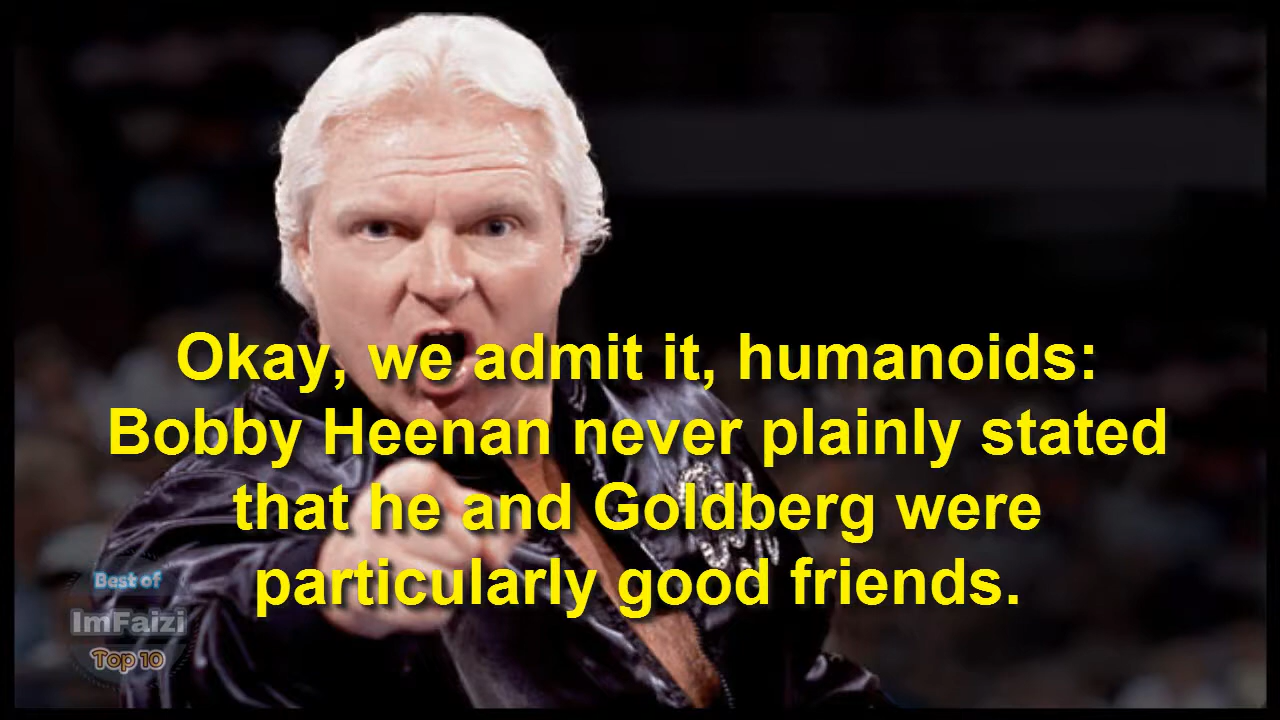 Okay, we admit it, humanoids:
Bobby Heenan never plainly stated
that he and Goldberg were
particularly good friends.
Best of
ImFaizi
Top 10